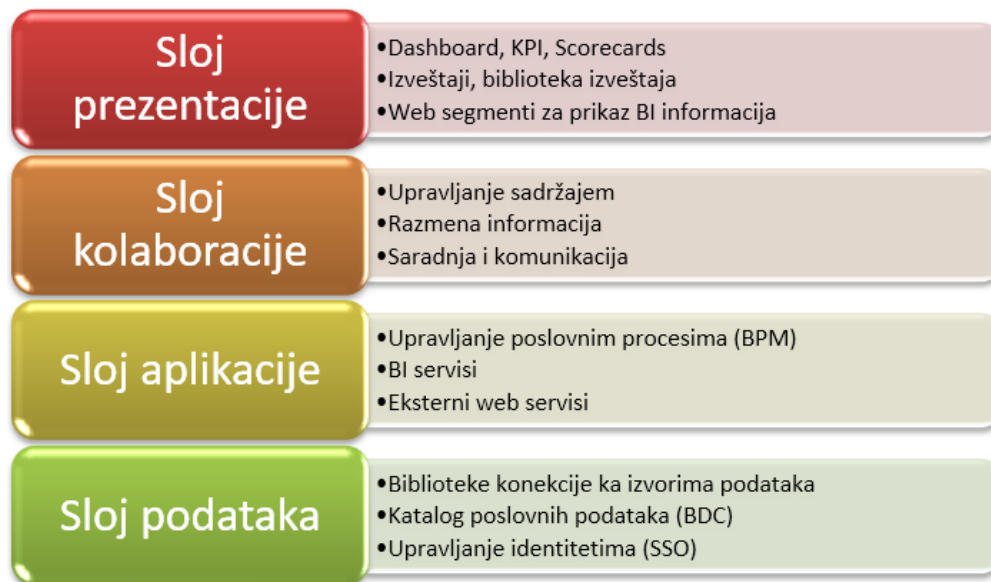 Sloj
prezentacije
•Dashboard, KPI, Scorecards
•Izveštaji, biblioteka izveštaja
•Web segmenti za prikaz BI informacija
Sloj
kolaboracije
•Upravljanje sadržajem
•Razmena informacija
•Saradnja i komunikacija
Sloj aplikacije
•Upravljanje poslovnim procesima (BPM)
•BI servisi
•Eksterni web servisi
Sloj podataka
•Biblioteke konekcije ka izvorima podataka
•Katalog poslovnih podataka (BDC)
•Upravljanje identitetima (SSO)